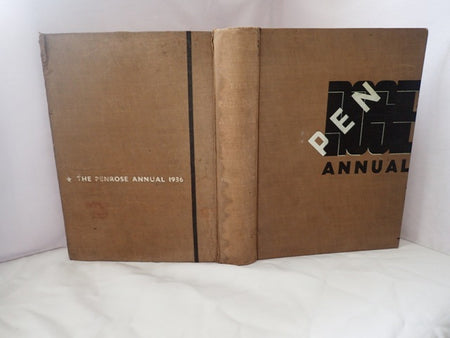 ★ THE PENROSE ANNUAL 1936
PEN
ROSE
ANNUAL